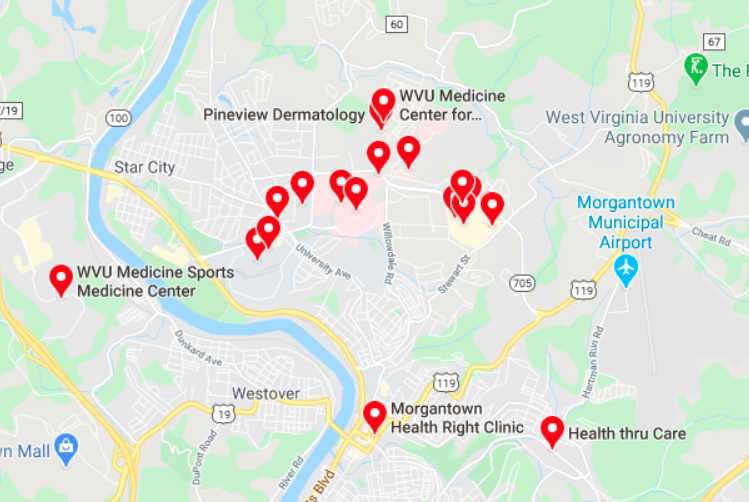 60
67
The
119
/19
WVU Medicine
Center for...
Pineview Dermatology
100
West Virginia University
Agronomy Farm
Star City
ge
Morgantown
Municipal
Airport
Cheat Rd
Willowdale Rd
University Ave
Stewart St
WVU Medicine Sports
Medicine Center
705
119
Hartman Run Rd
Dunkard Ave
119
Westover
19
Morgantown
Health Right Clinic
Health thru Care
wn Mall
DuPont Road
River Rd
ss Blvd